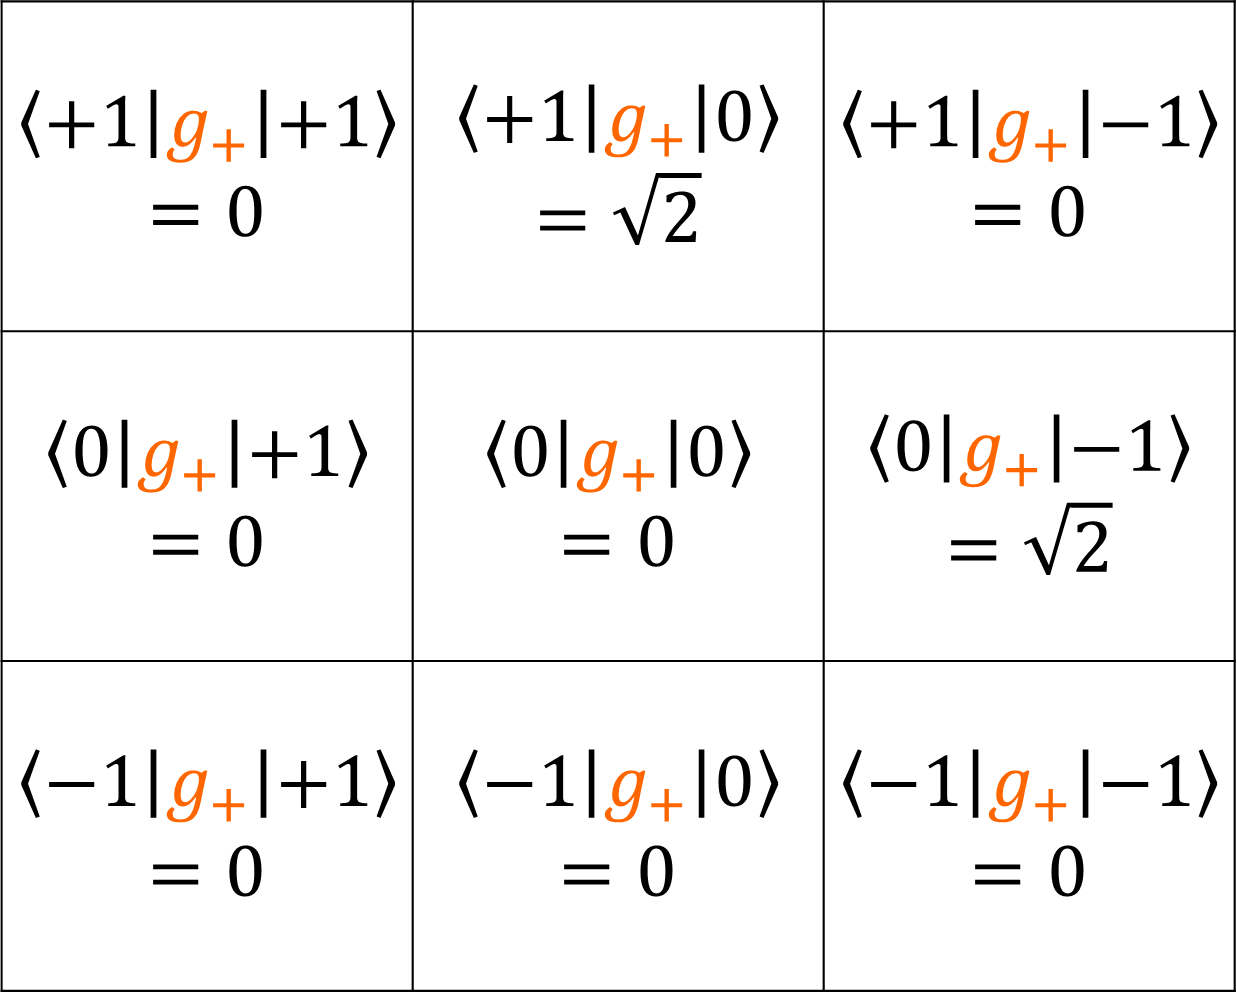 ⟨+1|g₊|+1⟩
= 0
⟨+1|g₊|0⟩
= √2
⟨+1|g₊|−1⟩
= 0
⟨0|g₊|+1⟩
= 0
⟨0|g₊|0⟩
= 0
⟨0|g₊|−1⟩
= √2
⟨−1|g₊|+1⟩
= 0
⟨−1|g₊|0⟩
= 0
⟨−1|g₊|−1⟩
= 0